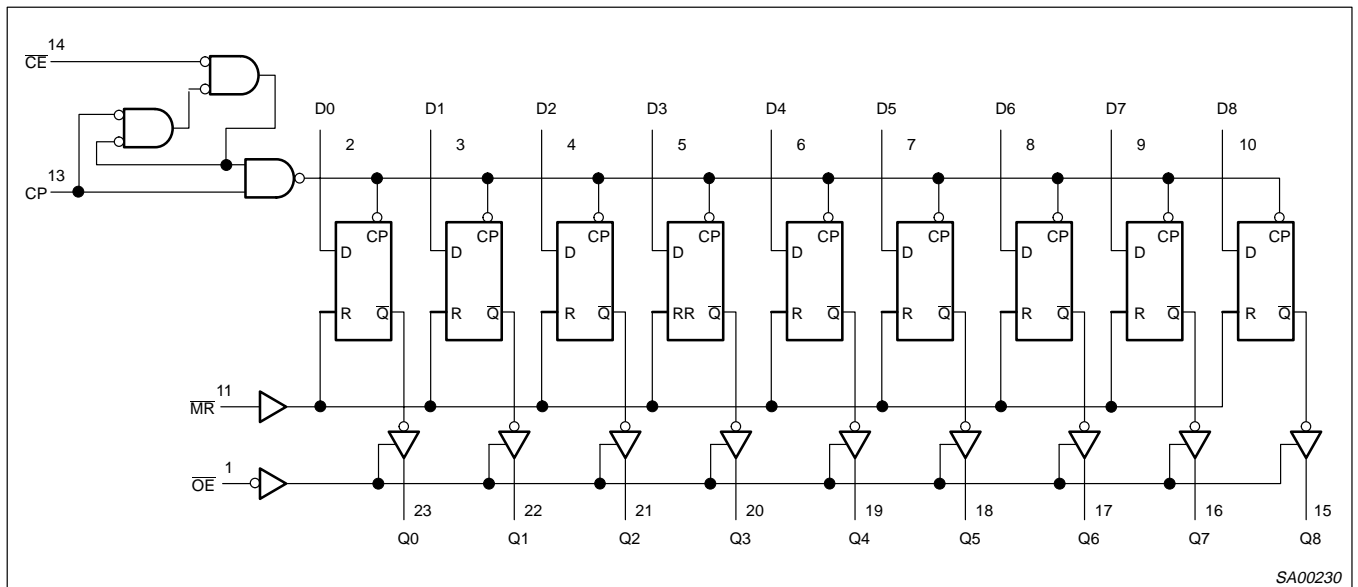 14
CE
D0 D1 D2 D3 D4 D5 D6 D7 D8
2 3 4 5 6 7 8 9 10
13
CP
CP CP CP CP CP CP CP CP CP
D D D D D D D D D
R Q R Q R Q RR Q R Q R Q R Q R Q R Q
11
MR
1
OE
23 22 21 20 19 18 17 16 15
Q0 Q1 Q2 Q3 Q4 Q5 Q6 Q7 Q8
SA00230